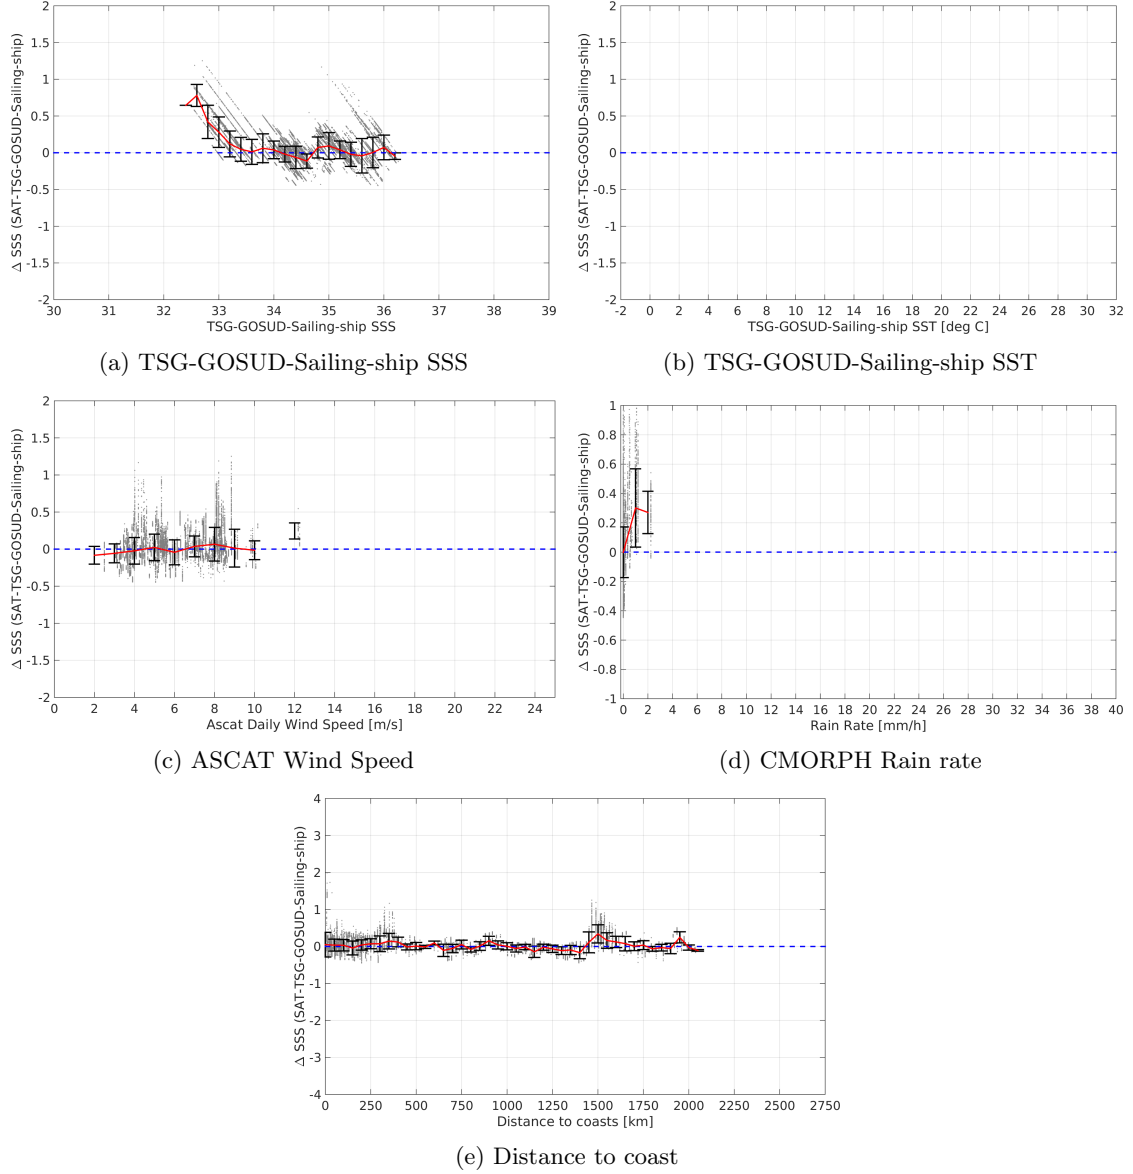 Δ SSS (SAT-TSG-GOSUD-Sailing-ship)
2
1.5
1
0.5
0
-0.5
-1
-1.5
-2
30 31 32 33 34 35 36 37 38 39
TSG-GOSUD-Sailing-ship SSS
(a) TSG-GOSUD-Sailing-ship SSS
Δ SSS (SAT-TSG-GOSUD-Sailing-ship)
2
1.5
1
0.5
0
-0.5
-1
-1.5
-2
-2 0 2 4 6 8 10 12 14 16 18 20 22 24 26 28 30 32
TSG-GOSUD-Sailing-ship SST [deg C]
(b) TSG-GOSUD-Sailing-ship SST
Δ SSS (SAT-TSG-GOSUD-Sailing-ship)
2
1.5
1
0.5
0
-0.5
-1
-1.5
-2
0 2 4 6 8 10 12 14 16 18 20 22 24
Ascat Daily Wind Speed [m/s]
(c) ASCAT Wind Speed
Δ SSS (SAT-TSG-GOSUD-Sailing-ship)
1
0.8
0.6
0.4
0.2
0
-0.2
-0.4
-0.6
-0.8
-1
0 2 4 6 8 10 12 14 16 18 20 22 24 26 28 30 32 34 36 38 40
Rain Rate [mm/h]
(d) CMORPH Rain rate
Δ SSS (SAT-TSG-GOSUD-Sailing-ship)
4
3
2
1
0
-1
-2
-3
-4
0 250 500 750 1000 1250 1500 1750 2000 2250 2500 2750
Distance to coasts [km]
(e) Distance to coast